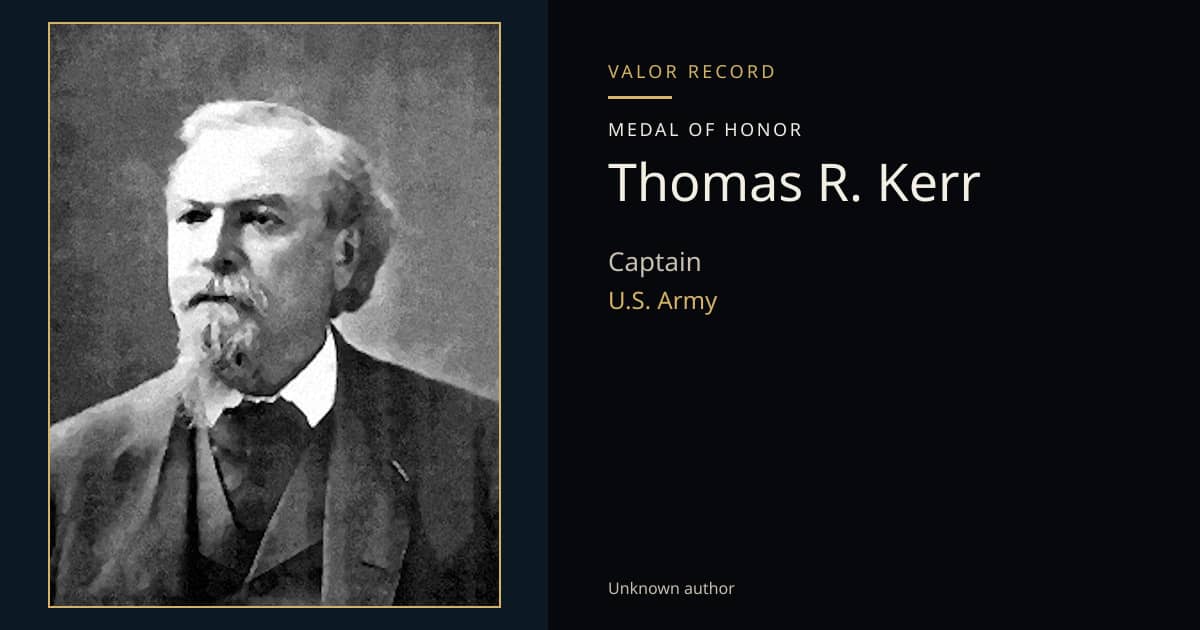 VALOR RECORD
MEDAL OF HONOR
Thomas R. Kerr
Captain
U.S. Army
Unknown author